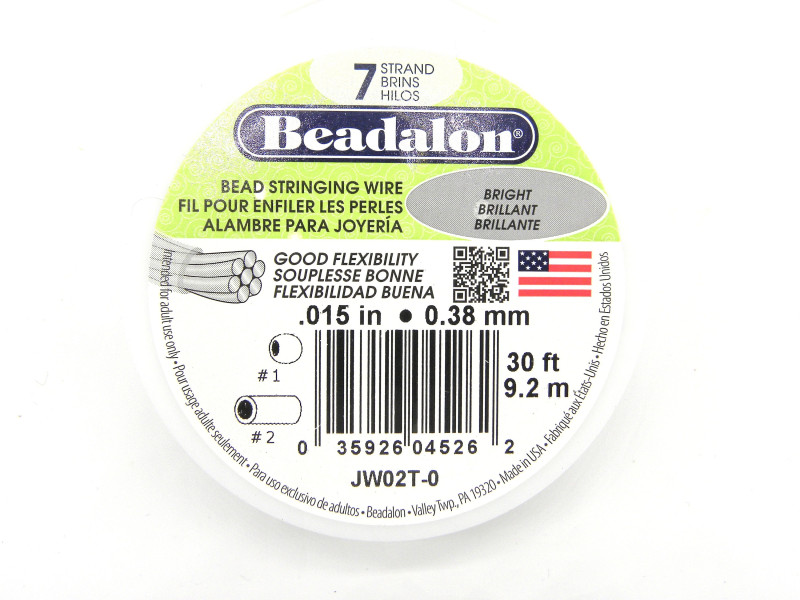 7 STRAND
BRINS
HILOS
Beadalon®
BEAD STRINGING WIRE
FIL POUR ENFILER LES PERLES
ALAMBRE PARA JOYERÍA
BRIGHT
BRILLANT
BRILLANTE
GOOD FLEXIBILITY
SOUPLESSE BONNE
FLEXIBILIDAD BUENA
.015 in • 0.38 mm
#1
#2
30 ft
9.2 m
0 35926 04526 2
JW02T-0
Intended for adult use only • Pour usage adulte seulement • Para uso exclusivo de adultos • Beadalon • Valley Twp., PA 19320 • Made in USA • Fabriqué aux États-Unis • Hecho en Estados Unidos